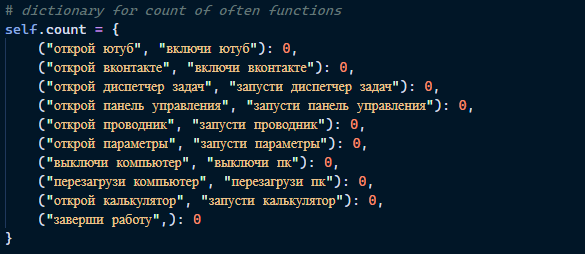 # dictionary for count of often functions
self.count = {
    ("открой ютуб", "включи ютуб"): 0,
    ("открой вконтакте", "включи вконтакте"): 0,
    ("открой диспетчер задач", "запусти диспетчер задач"): 0,
    ("открой панель управления", "запусти панель управления"): 0,
    ("открой проводник", "запусти проводник"): 0,
    ("открой параметры", "запусти параметры"): 0,
    ("выключи компьютер", "выключи пк"): 0,
    ("перезагрузи компьютер", "перезагрузи пк"): 0,
    ("открой калькулятор", "запусти калькулятор"): 0,
    ("заверши работу",): 0
}